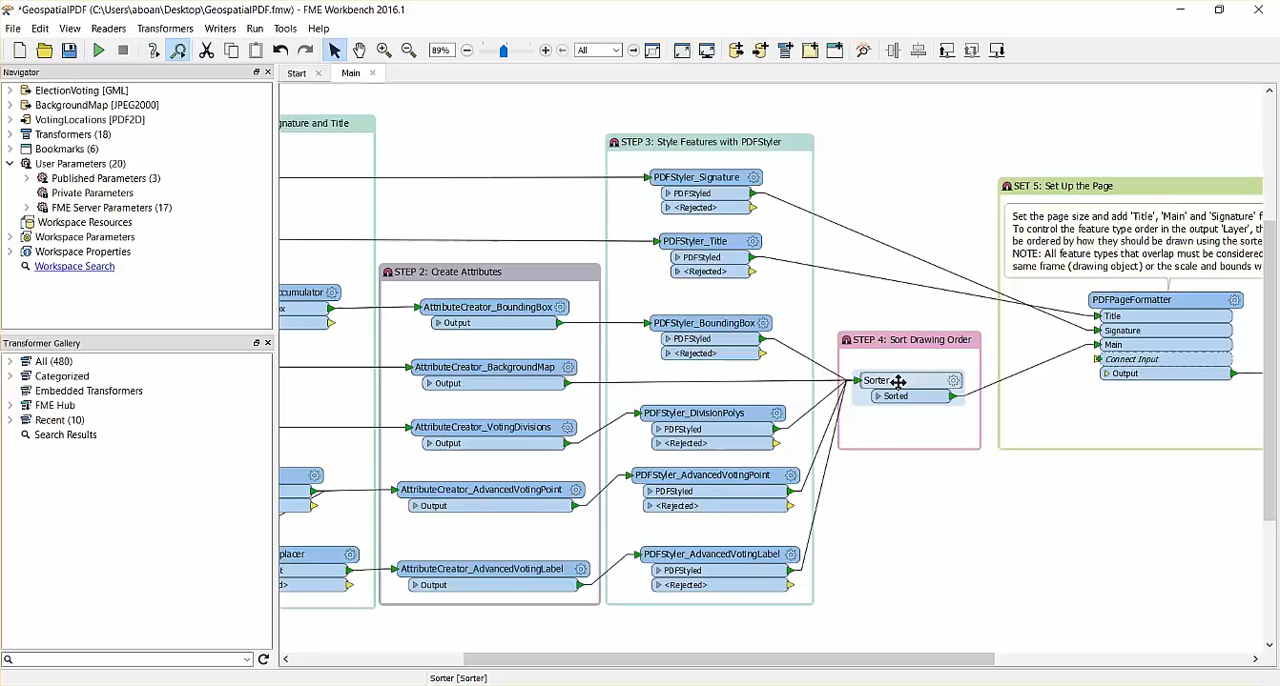 *GeospatialPDF (C:\Users\aboan\Desktop\GeospatialPDF.fmw) - FME Workbench 2016.1
File Edit View Readers Transformers Writers Run Tools Help
89% All
Navigator
ElectionVoting [GML]
BackgroundMap [JPEG2000]
VotingLocations [PDF2D]
Transformers (18)
Bookmarks (6)
User Parameters (20)
Published Parameters (3)
Private Parameters
FME Server Parameters (17)
Workspace Resources
Workspace Parameters
Workspace Properties
Workspace Search
Transformer Gallery
All (480)
Categorized
Embedded Transformers
FME Hub
Recent (10)
Search Results
Start Main
gnature and Title
ccumulator
placer
STEP 2: Create Attributes
AttributeCreator_BoundingBox
Output
AttributeCreator_BackgroundMap
Output
AttributeCreator_VotingDivisions
Output
AttributeCreator_AdvancedVotingPoint
Output
AttributeCreator_AdvancedVotingLabel
Output
STEP 3: Style Features with PDFStyler
PDFStyler_Signature
PDFStyled
<Rejected>
PDFStyler_Title
PDFStyled
<Rejected>
PDFStyler_BoundingBox
PDFStyled
<Rejected>
PDFStyler_DivisionPolys
PDFStyled
<Rejected>
PDFStyler_AdvancedVotingPoint
PDFStyled
<Rejected>
PDFStyler_AdvancedVotingLabel
PDFStyled
<Rejected>
STEP 4: Sort Drawing Order
Sorter
Sorted
SET 5: Set Up the Page
Set the page size and add 'Title', 'Main' and 'Signature' f
To control the feature type order in the output 'Layer', th
be ordered by how they should be drawn using the sorte
NOTE: All feature types that overlap must be considered
same frame (drawing object) or the scale and bounds w
PDFPageFormatter
Title
Signature
Main
Connect Input
Output
Sorter [Sorter]